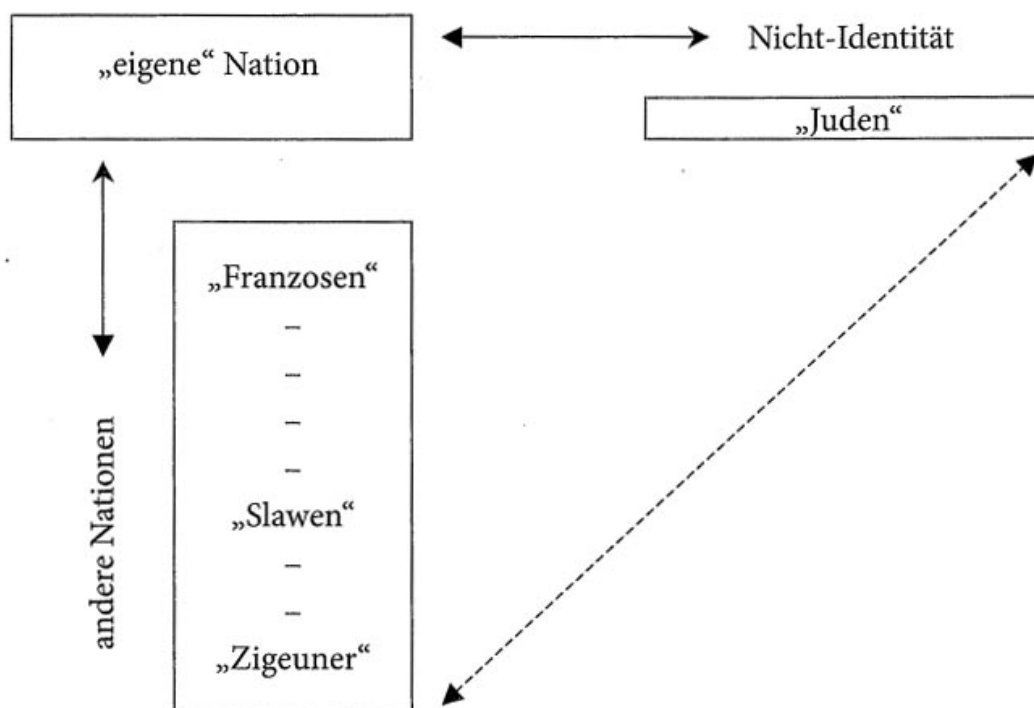 „eigene“ Nation
Nicht-Identität
„Juden“
„Franzosen“
–
–
–
–
„Slawen“
–
–
„Zigeuner“
andere Nationen